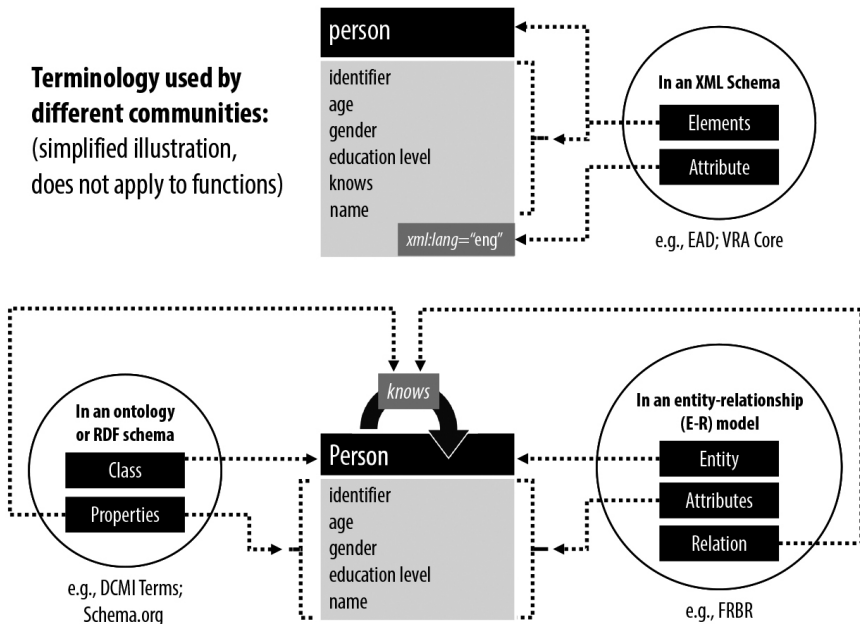 Terminology used by
different communities:
(simplified illustration,
does not apply to functions)
person
identifier
age
gender
education level
knows
name
xml:lang=“eng”
In an XML Schema
Elements
Attribute
e.g., EAD; VRA Core
In an ontology
or RDF schema
Class
Properties
e.g., DCMI Terms;
Schema.org
knows
Person
identifier
age
gender
education level
name
In an entity-relationship
(E-R) model
Entity
Attributes
Relation
e.g., FRBR